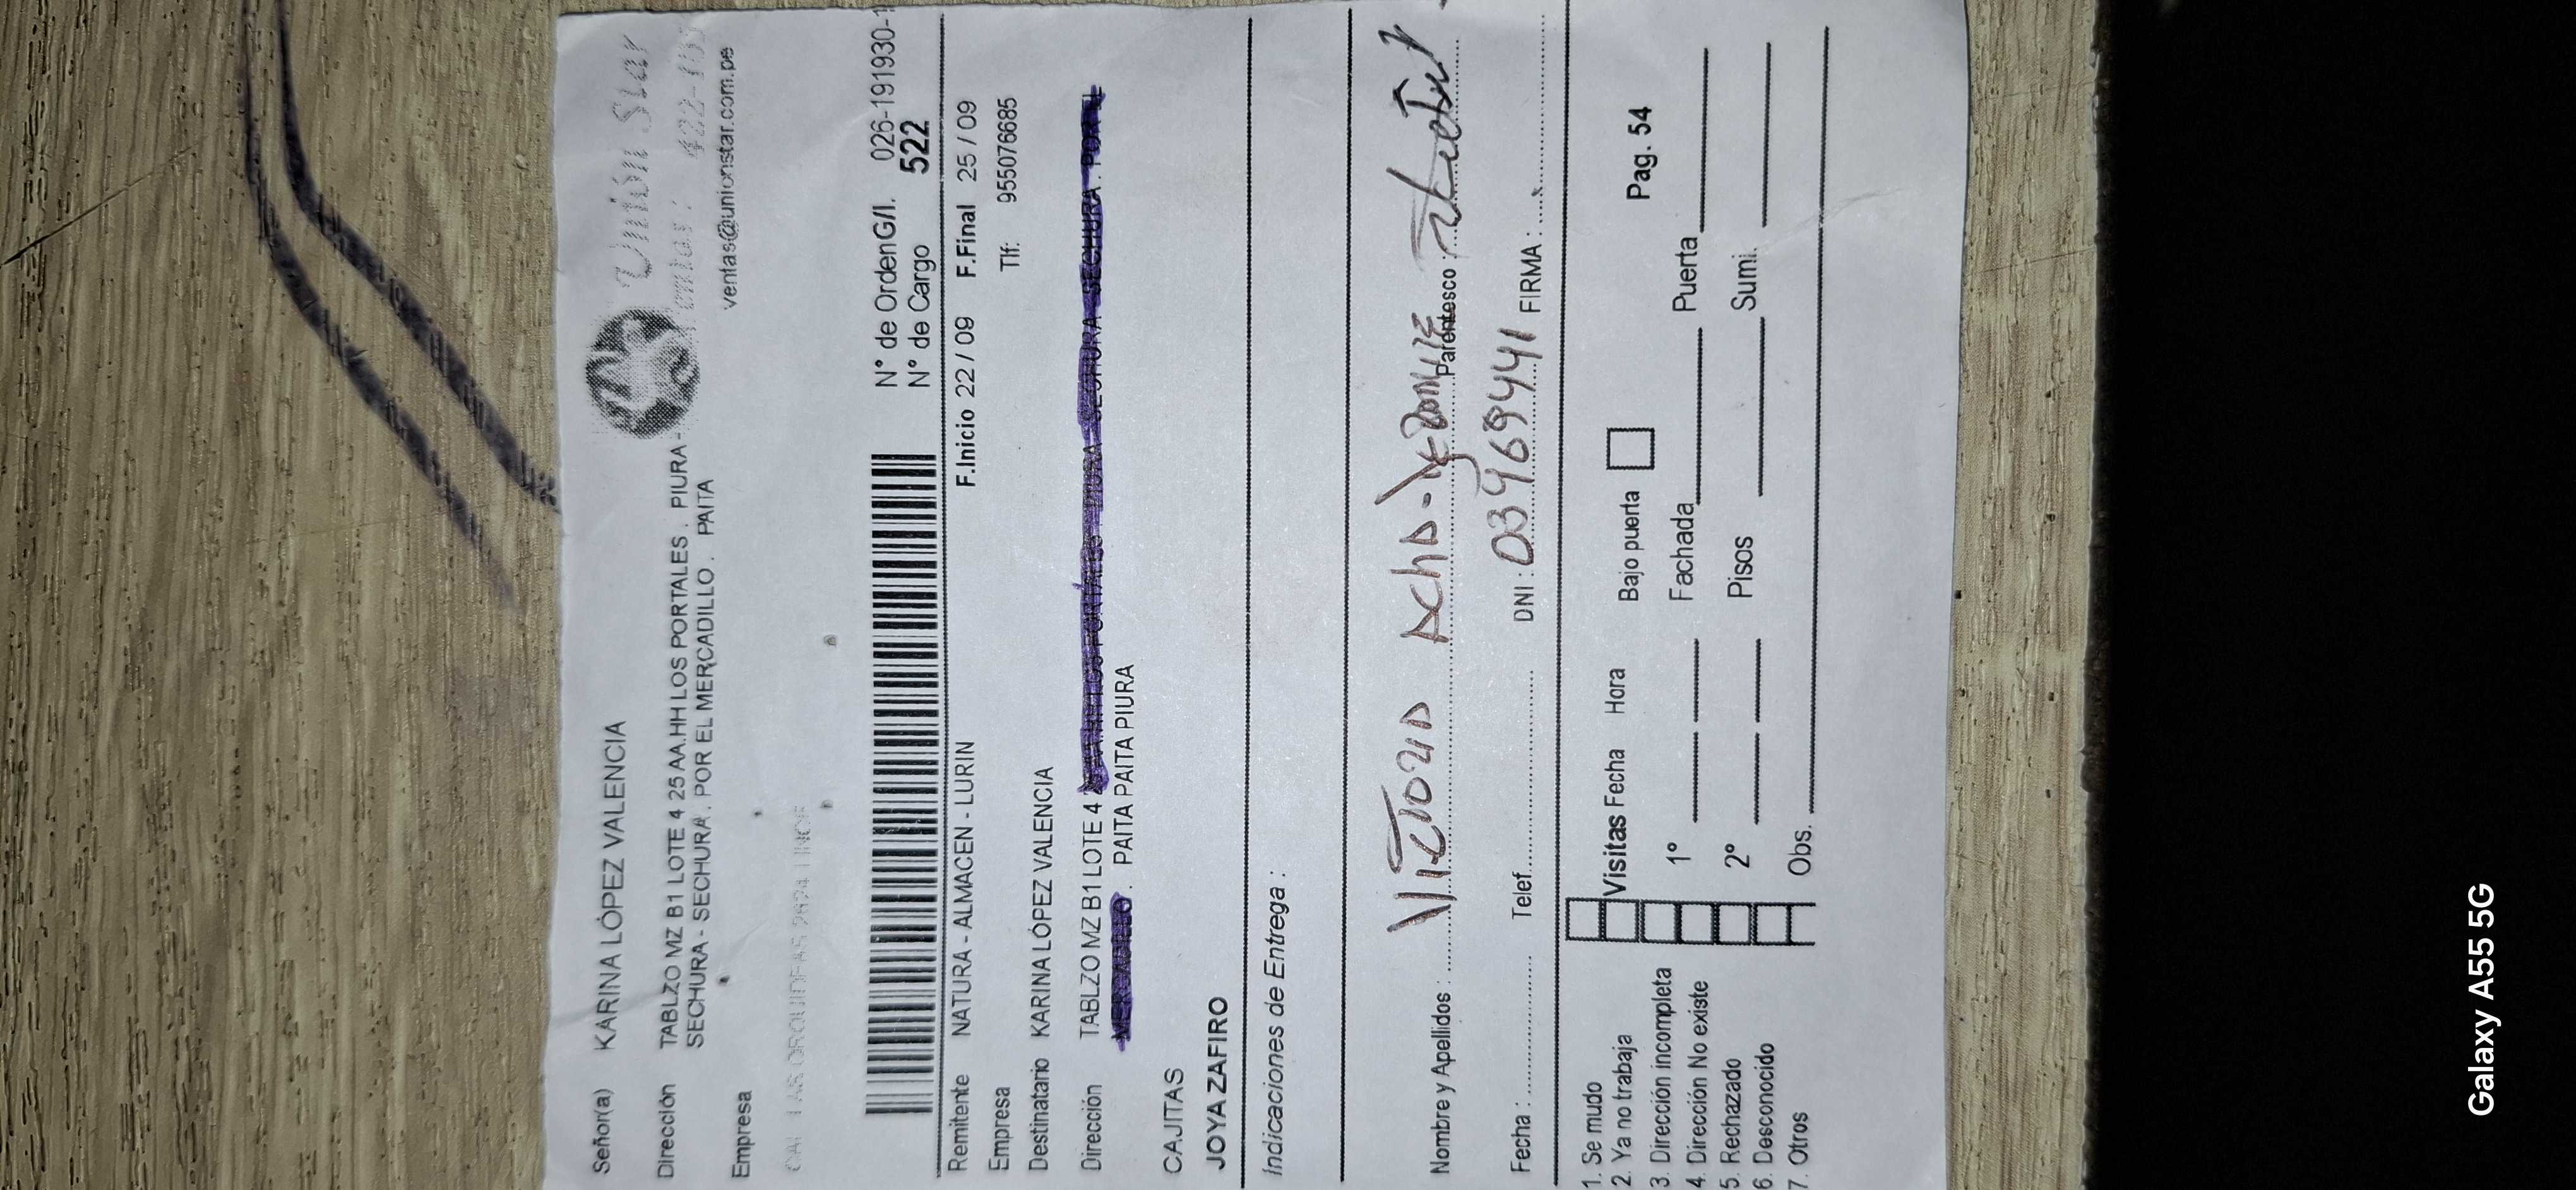 Señor(a) KARINA LÓPEZ VALENCIA
Unión Star
Dirección TABLZO MZ B1 LOTE 4 25 AA.HH LOS PORTALES . PIURA -
SECHURA - SECHURA . POR EL MERCADILLO . PAITA
ventas@unionstar.com.pe
Empresa
N° de OrdenG/I. 026-191930-1
N° de Cargo 522
Remitente NATURA - ALMACEN - LURIN F.Inicio 22 / 09 F.Final 25 / 09
Empresa Tlf: 955076685
Destinatario KARINA LÓPEZ VALENCIA
Dirección TABLZO MZ B1 LOTE 4
. PAITA PAITA PIURA
CAJITAS
JOYA ZAFIRO
Indicaciones de Entrega :
Nombre y Apellidos : Victoria Parentesco :
Fecha : Telef. DNI : 03469441 FIRMA :
1. Se mudo
2. Ya no trabaja
3. Dirección incompleta
4. Dirección No existe
5. Rechazado
6. Desconocido
7. Otros
Visitas Fecha Hora Bajo puerta Pag. 54
1° Fachada Puerta
2° Pisos Sumi.
Obs.
Galaxy A55 5G